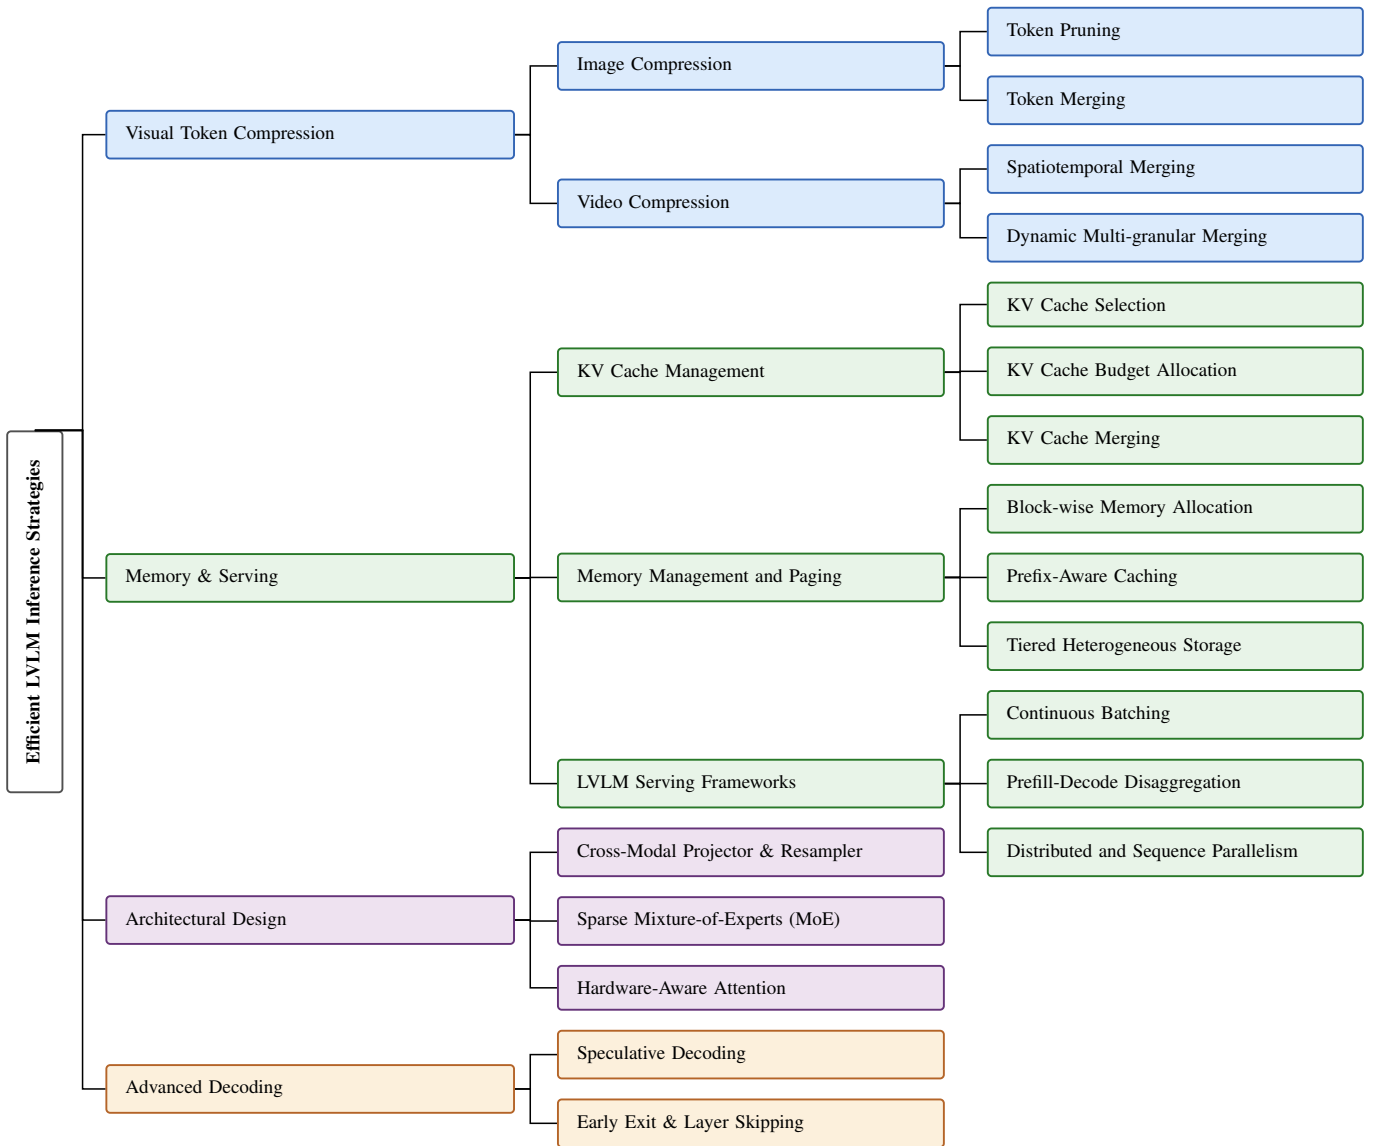 Efficient LVLM Inference Strategies
Visual Token Compression
Image Compression
Token Pruning
Token Merging
Video Compression
Spatiotemporal Merging
Dynamic Multi-granular Merging
Memory & Serving
KV Cache Management
KV Cache Selection
KV Cache Budget Allocation
KV Cache Merging
Memory Management and Paging
Block-wise Memory Allocation
Prefix-Aware Caching
Tiered Heterogeneous Storage
LVLM Serving Frameworks
Continuous Batching
Prefill-Decode Disaggregation
Distributed and Sequence Parallelism
Architectural Design
Cross-Modal Projector & Resampler
Sparse Mixture-of-Experts (MoE)
Hardware-Aware Attention
Advanced Decoding
Speculative Decoding
Early Exit & Layer Skipping